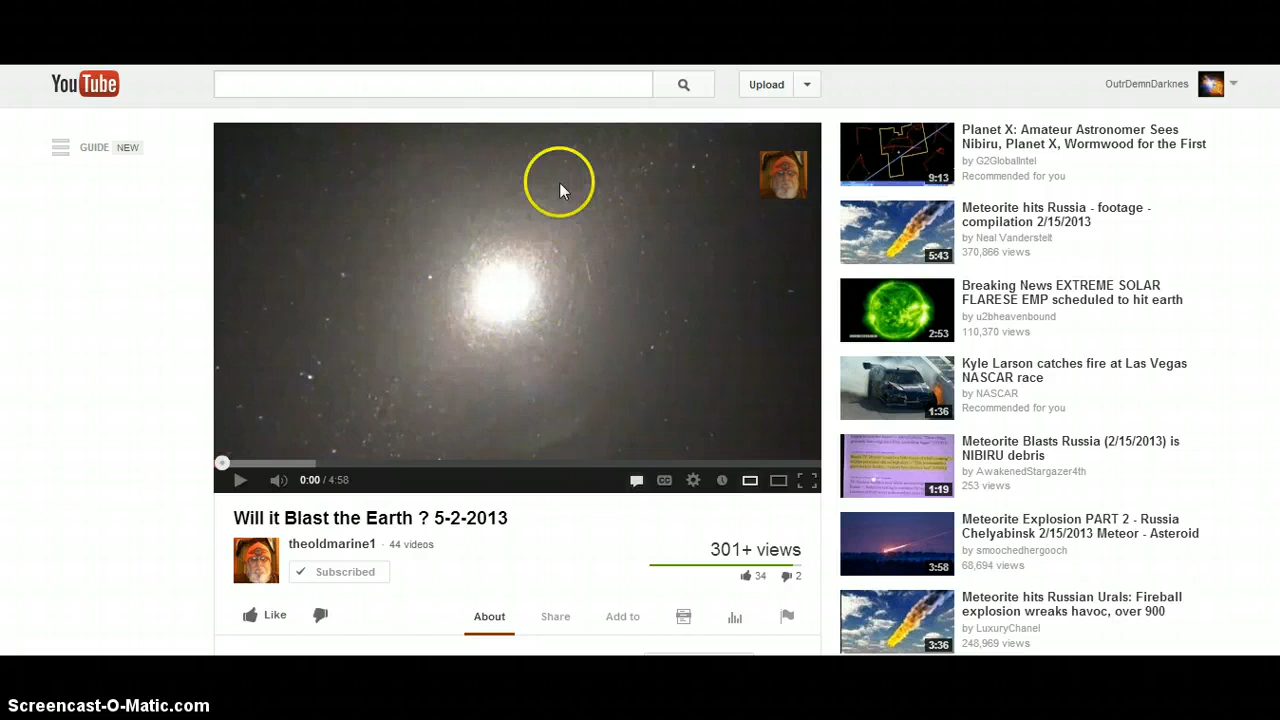 YouTube
Upload
OutrDemnDarknes
GUIDE NEW
0:00 / 4:58
Will it Blast the Earth ? 5-2-2013
theoldmarine1 · 44 videos
Subscribed
301+ views
34 2
Like
About Share Add to
Planet X: Amateur Astronomer Sees
Nibiru, Planet X, Wormwood for the First
by G2GlobalIntel
Recommended for you
9:13
Meteorite hits Russia - footage -
compilation 2/15/2013
by Neal Vanderstelt
370,866 views
5:43
Breaking News EXTREME SOLAR
FLARESE EMP scheduled to hit earth
by u2bheavenbound
110,370 views
2:53
Kyle Larson catches fire at Las Vegas
NASCAR race
by NASCAR
Recommended for you
1:36
Meteorite Blasts Russia (2/15/2013) is
NIBIRU debris
by AwakenedStargazer4th
253 views
1:19
Meteorite Explosion PART 2 - Russia
Chelyabinsk 2/15/2013 Meteor - Asteroid
by smoochedhergooch
68,694 views
3:58
Meteorite hits Russian Urals: Fireball
explosion wreaks havoc, over 900
by LuxuryChanel
248,969 views
3:36
Screencast-O-Matic.com